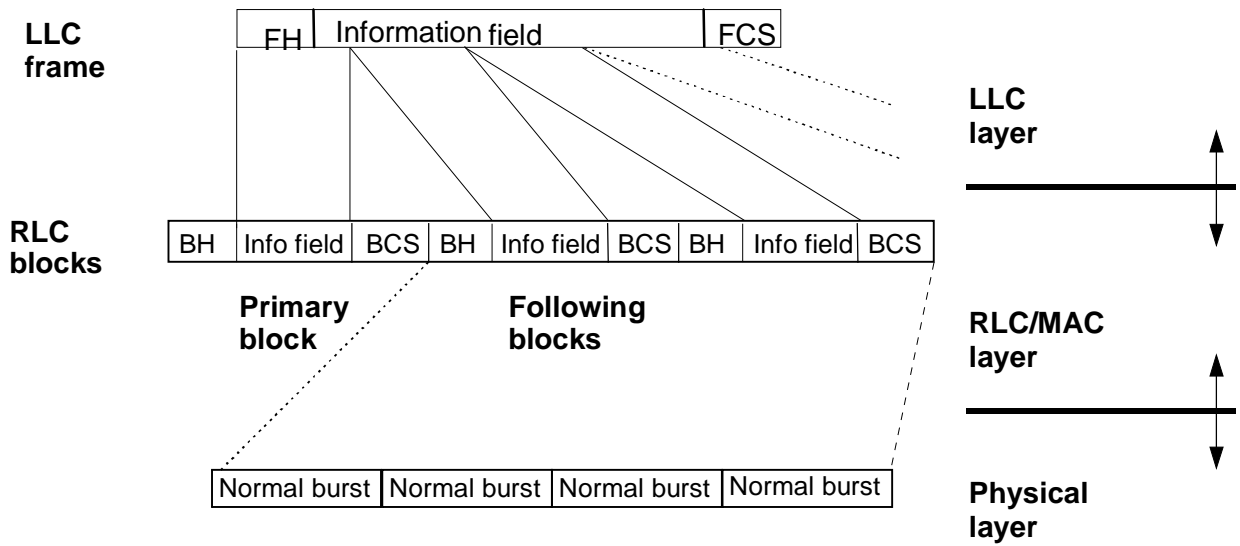 LLC
frame
FH Information field FCS
LLC
layer
RLC
blocks
BH Info field BCS BH Info field BCS BH Info field BCS
Primary
block
Following
blocks
RLC/MAC
layer
Normal burst Normal burst Normal burst Normal burst
Physical
layer